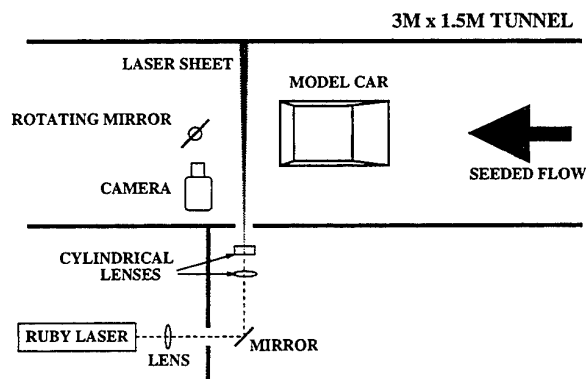 3M x 1.5M TUNNEL
LASER SHEET
MODEL CAR
ROTATING MIRROR
CAMERA
SEEDED FLOW
CYLINDRICAL
LENSES
RUBY LASER
LENS
MIRROR